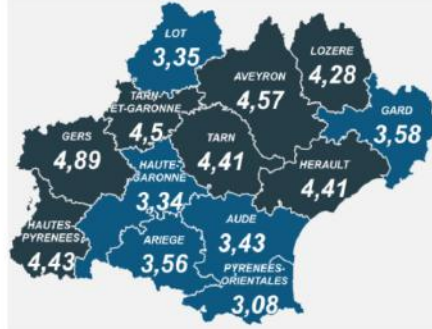 LOT
3,35
LOZERE
4,28
AVEYRON
4,57
TARN
ET-GARONNE
4,5
GARD
3,58
GERS
4,89
TARN
4,41
HERAULT
4,41
HAUTE-
GARONNE
3,34
HAUTES-
PYRENEES
4,43
ARIEGE
3,56
AUDE
3,43
PYRENEES-
ORIENTALES
3,08